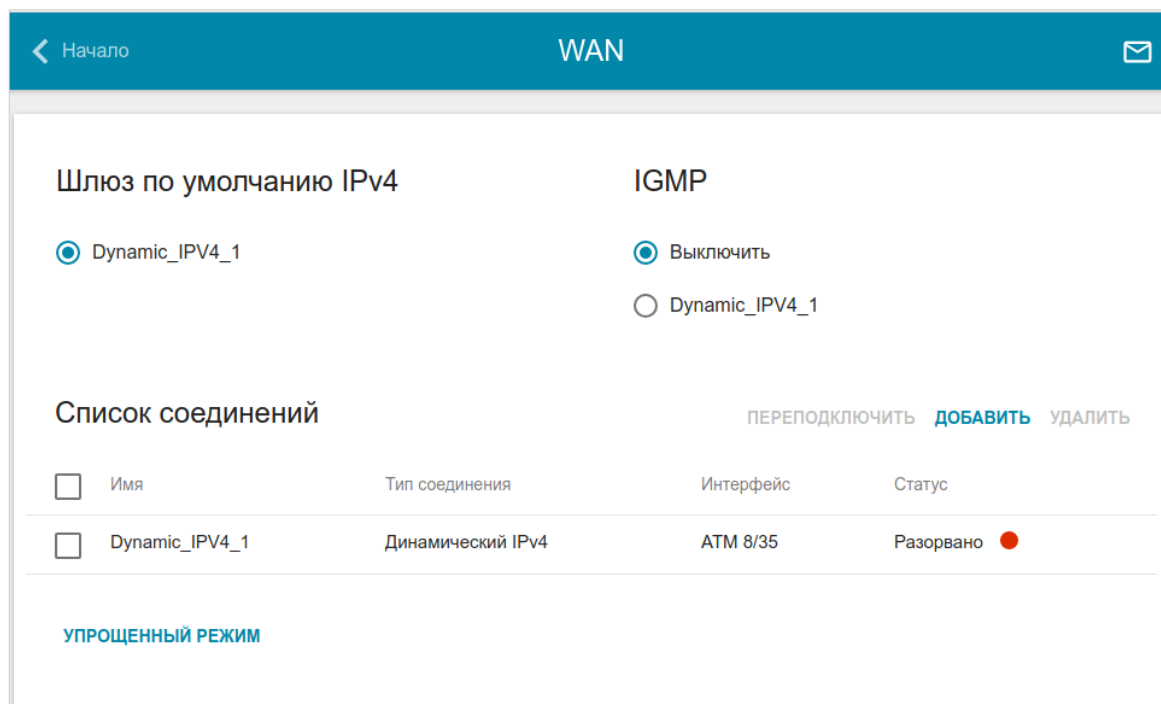 Начало
WAN
Шлюз по умолчанию IPv4
IGMP
Dynamic_IPV4_1
Выключить
Dynamic_IPV4_1
Список соединений
ПЕРЕПОДКЛЮЧИТЬ ДОБАВИТЬ УДАЛИТЬ
Имя Тип соединения Интерфейс Статус
Dynamic_IPV4_1 Динамический IPv4 ATM 8/35 Разорвано
УПРОЩЕННЫЙ РЕЖИМ